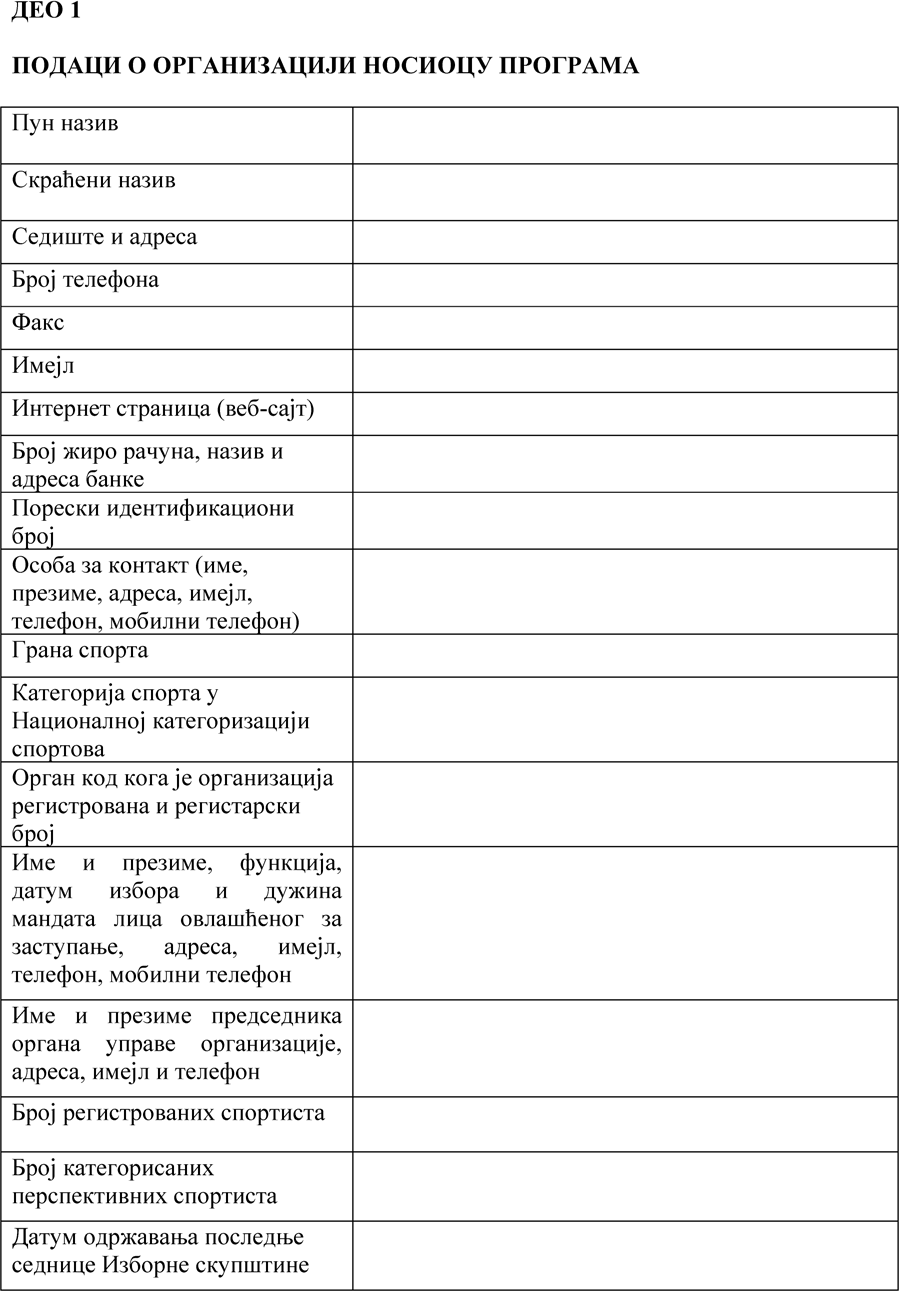 ДЕО 1
ПОДАЦИ О ОРГАНИЗАЦИЈИ НОСИОЦУ ПРОГРАМА
Пун назив
Скраћени назив
Седиште и адреса
Број телефона
Факс
Имејл
Интернет страница (веб-сајт)
Број жиро рачуна, назив и
адреса банке
Порески идентификациони
број
Особа за контакт (име,
презиме, адреса, имејл,
телефон, мобилни телефон)
Грана спорта
Категорија спорта у
Националној категоризацији
спортова
Орган код кога је организација
регистрована и регистарски
број
Име и презиме, функција,
датум избора и дужина
мандата лица овлашћеног за
заступање, адреса, имејл,
телефон, мобилни телефон
Име и презиме председника
органа управе организације,
адреса, имејл и телефон
Број регистрованих спортиста
Број категорисаних
перспективних спортиста
Датум одржавања последње
седнице Изборне скупштине